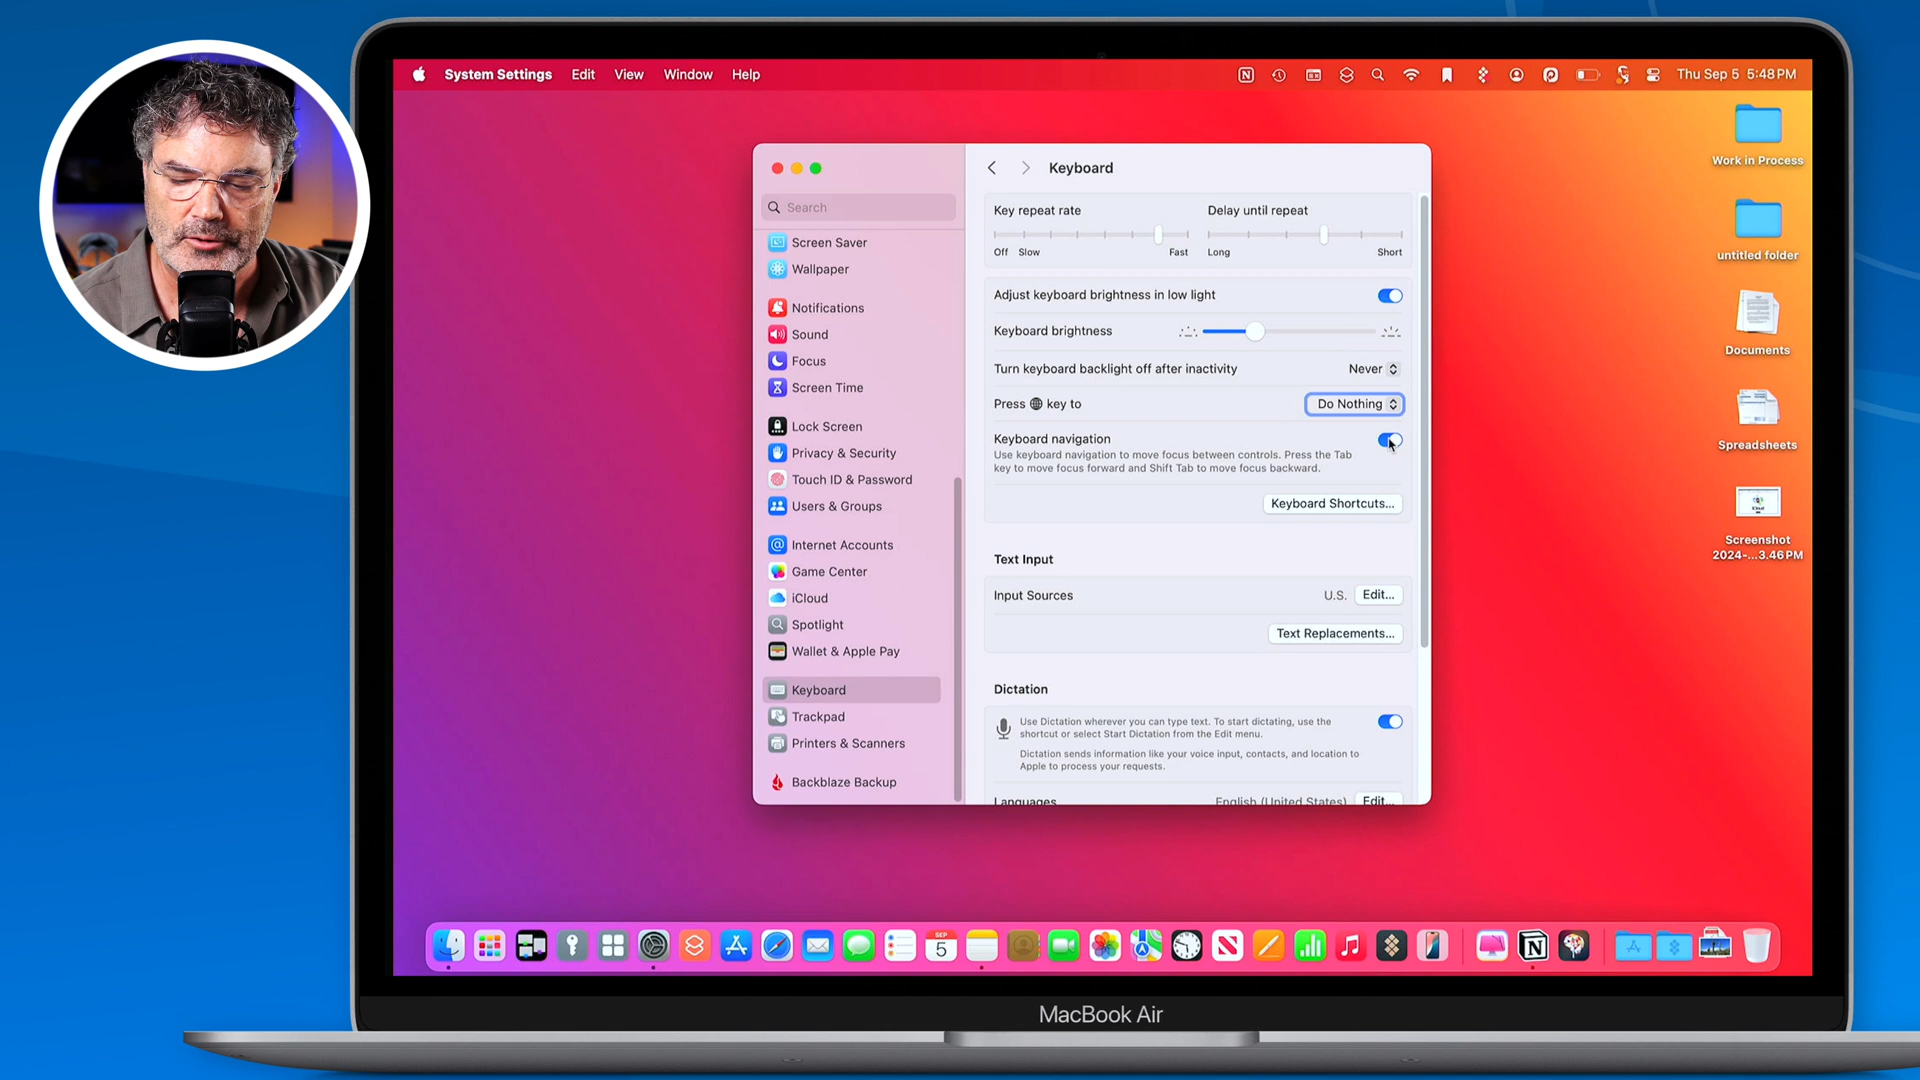 System Settings Edit View Window Help
Thu Sep 5 5:48 PM
Work in Process
untitled folder
Documents
Spreadsheets
Screenshot
2024-...3.46 PM
Search
Screen Saver
Wallpaper
Notifications
Sound
Focus
Screen Time
Lock Screen
Privacy & Security
Touch ID & Password
Users & Groups
Internet Accounts
Game Center
iCloud
Spotlight
Wallet & Apple Pay
Keyboard
Trackpad
Printers & Scanners
Backblaze Backup
Keyboard
Key repeat rate
Delay until repeat
Off Slow Fast
Long Short
Adjust keyboard brightness in low light
Keyboard brightness
Turn keyboard backlight off after inactivity Never
Press key to Do Nothing
Keyboard navigation
Use keyboard navigation to move focus between controls. Press the Tab
key to move focus forward and Shift Tab to move focus backward.
Keyboard Shortcuts...
Text Input
Input Sources U.S. Edit...
Text Replacements...
Dictation
Use Dictation wherever you can type text. To start dictating, use the
shortcut or select Start Dictation from the Edit menu.
Dictation sends information like your voice input, contacts, and location to
Apple to process your requests.
Languages English (United States) Edit...
SEP
5
MacBook Air